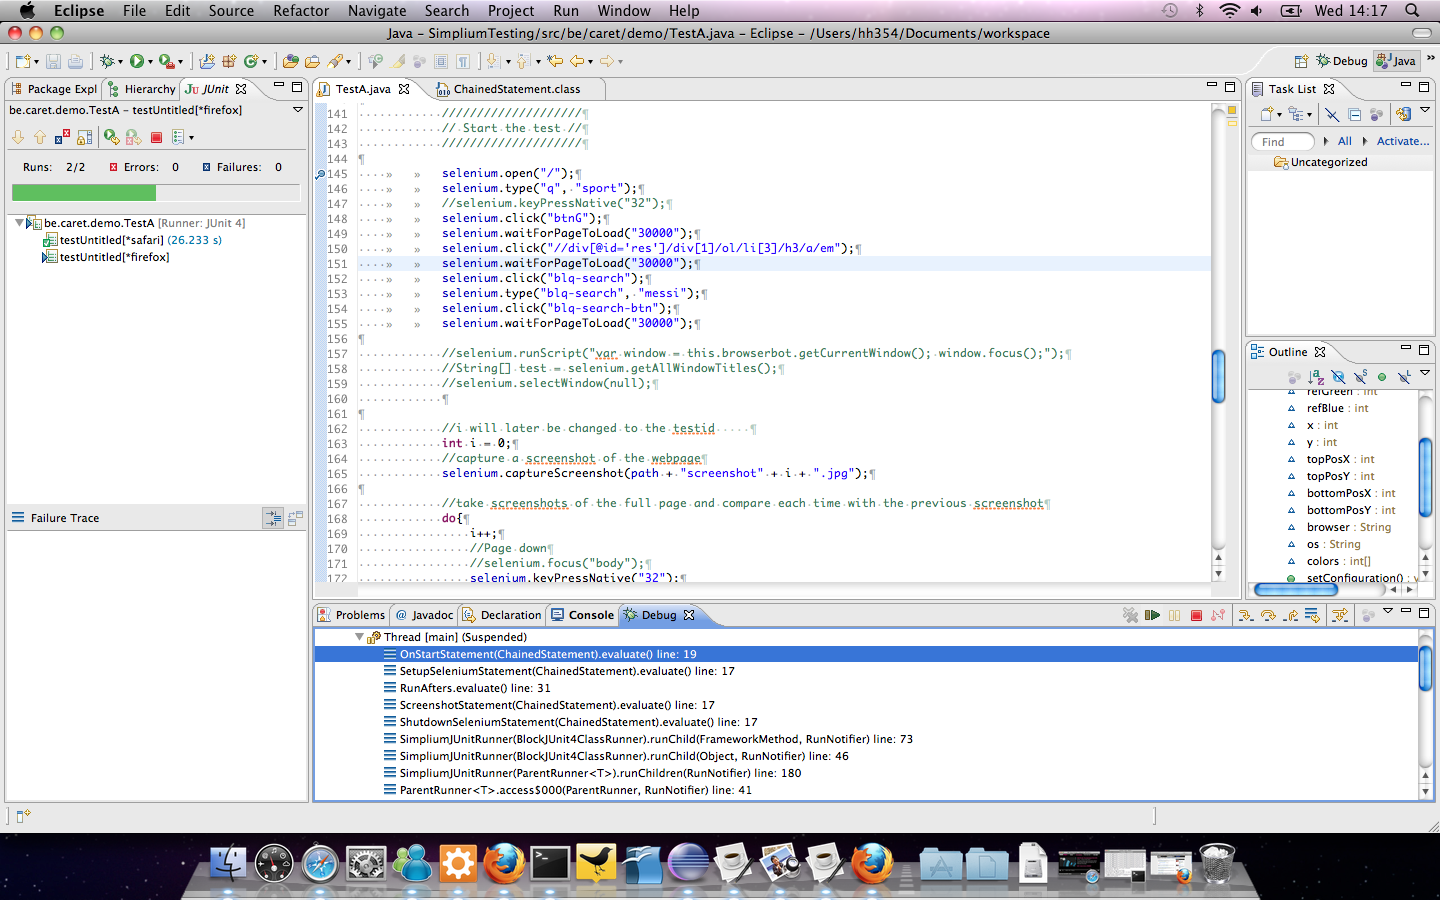 Eclipse File Edit Source Refactor Navigate Search Project Run Window Help Wed 14:17
Java – SimpliumTesting/src/be/caret/demo/TestA.java – Eclipse – /Users/hh354/Documents/workspace
Debug Java
Package Expl Hierarchy JUnit
TestA.java ChainedStatement.class
Task List
be.caret.demo.TestA – testUntitled[*firefox]
Runs: 2/2 Errors: 0 Failures: 0
be.caret.demo.TestA [Runner: JUnit 4]
testUntitled[*safari] (26.233 s)
testUntitled[*firefox]
Failure Trace
141 ////////////////////
142 // Start the test //
143 ////////////////////
144
145 selenium.open("/");
146 selenium.type("q", "sport");
147 //selenium.keyPressNative("32");
148 selenium.click("btnG");
149 selenium.waitForPageToLoad("30000");
150 selenium.click("//div[@id='res']/div[1]/ol/li[3]/h3/a/em");
151 selenium.waitForPageToLoad("30000");
152 selenium.click("blq-search");
153 selenium.type("blq-search", "messi");
154 selenium.click("blq-search-btn");
155 selenium.waitForPageToLoad("30000");
156
157 //selenium.runScript("var window = this.browserbot.getCurrentWindow(); window.focus();");
158 //String[] test = selenium.getAllWindowTitles();
159 //selenium.selectWindow(null);
160
161
162 //i will later be changed to the testid
163 int i = 0;
164 //capture a screenshot of the webpage
165 selenium.captureScreenshot(path + "screenshot" + i + ".jpg");
166
167 //take screenshots of the full page and compare each time with the previous screenshot
168 do{
169 i++;
170 //Page down
171 //selenium.focus("body");
172 selenium.keyPressNative("32");
Find All Activate...
Uncategorized
Outline
refGreen : int
refBlue : int
x : int
y : int
topPosX : int
topPosY : int
bottomPosX : int
bottomPosY : int
browser : String
os : String
colors : int[]
setConfiguration() : v
Problems @ Javadoc Declaration Console Debug
Thread [main] (Suspended)
OnStartStatement(ChainedStatement).evaluate() line: 19
SetupSeleniumStatement(ChainedStatement).evaluate() line: 17
RunAfters.evaluate() line: 31
ScreenshotStatement(ChainedStatement).evaluate() line: 17
ShutdownSeleniumStatement(ChainedStatement).evaluate() line: 17
SimpliumJUnitRunner(BlockJUnit4ClassRunner).runChild(FrameworkMethod, RunNotifier) line: 73
SimpliumJUnitRunner(BlockJUnit4ClassRunner).runChild(Object, RunNotifier) line: 46
SimpliumJUnitRunner(ParentRunner<T>).runChildren(RunNotifier) line: 180
ParentRunner<T>.access$000(ParentRunner, RunNotifier) line: 41